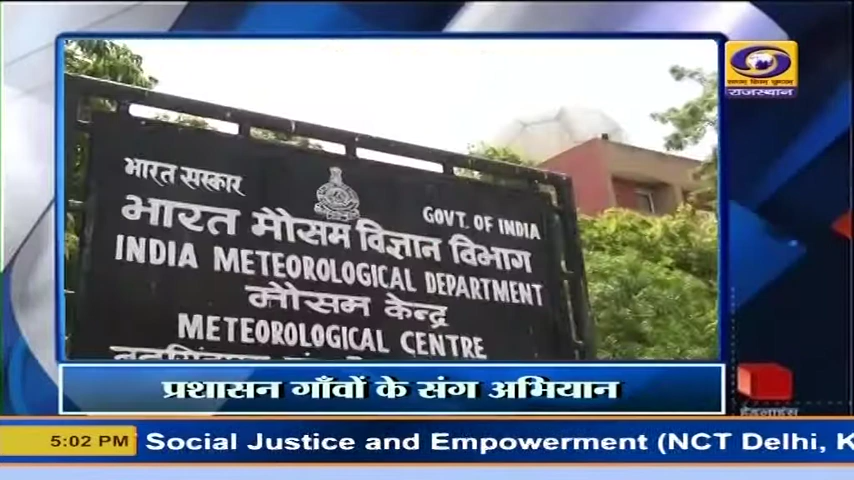 राजस्थान
भारत सरकार
GOVT. OF INDIA
भारत मौसम विज्ञान विभाग
INDIA METEOROLOGICAL DEPARTMENT
मौसम केन्द्र
METEOROLOGICAL CENTRE
प्रशासन गाँवों के संग अभियान
हेडलाइंस
5:02 PM
Social Justice and Empowerment (NCT Delhi, K